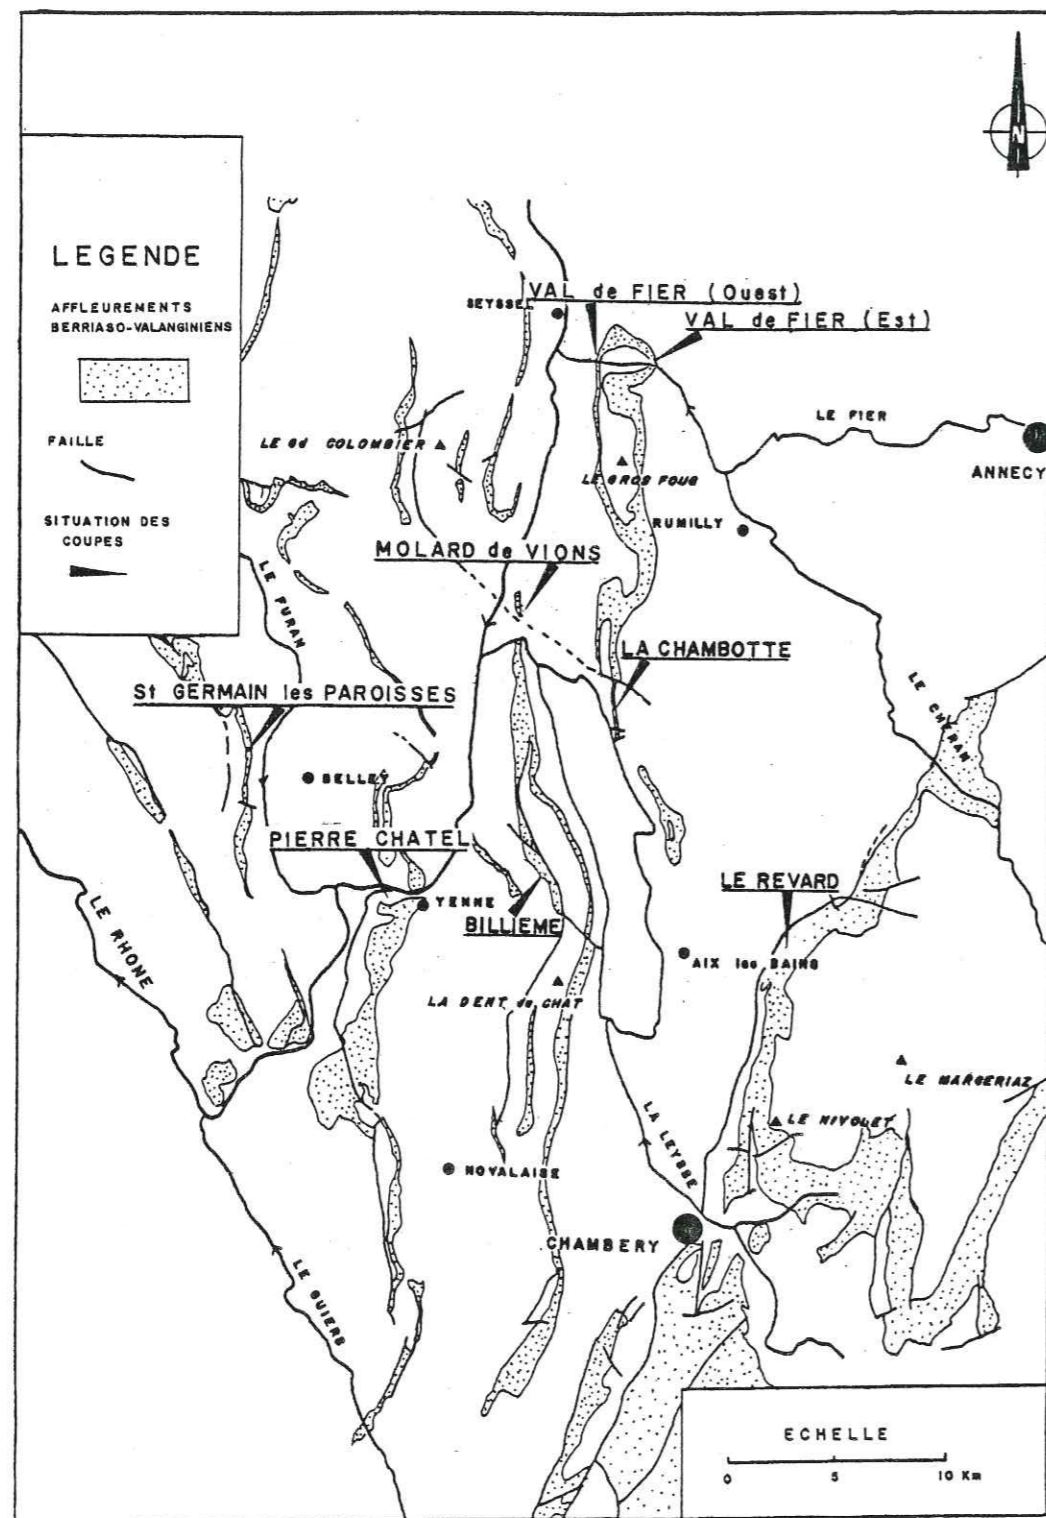 N
LEGENDE
AFFLEUREMENTS
BERRIASO-VALANGINIENS
FAILLE
SITUATION DES
COUPES
VAL de FIER (Ouest)
SEYSSEL
VAL de FIER (Est)
LE FIER
ANNECY
LE Gd COLOMBIER
LE GROS FOUG
RUMILLY
MOLARD de VIONS
LE FURAN
LA CHAMBOTTE
St GERMAIN les PAROISSES
LE CHERAN
BELLEY
PIERRE CHATEL
LE REVARD
YENNE
BILLIEME
LE RHONE
AIX les BAINS
LA DENT du CHAT
LE MARGERIAZ
LE NIVOLET
LA LEYSSE
NOVALAISE
CHAMBERY
LE GUIERS
ECHELLE
0 5 10 Km